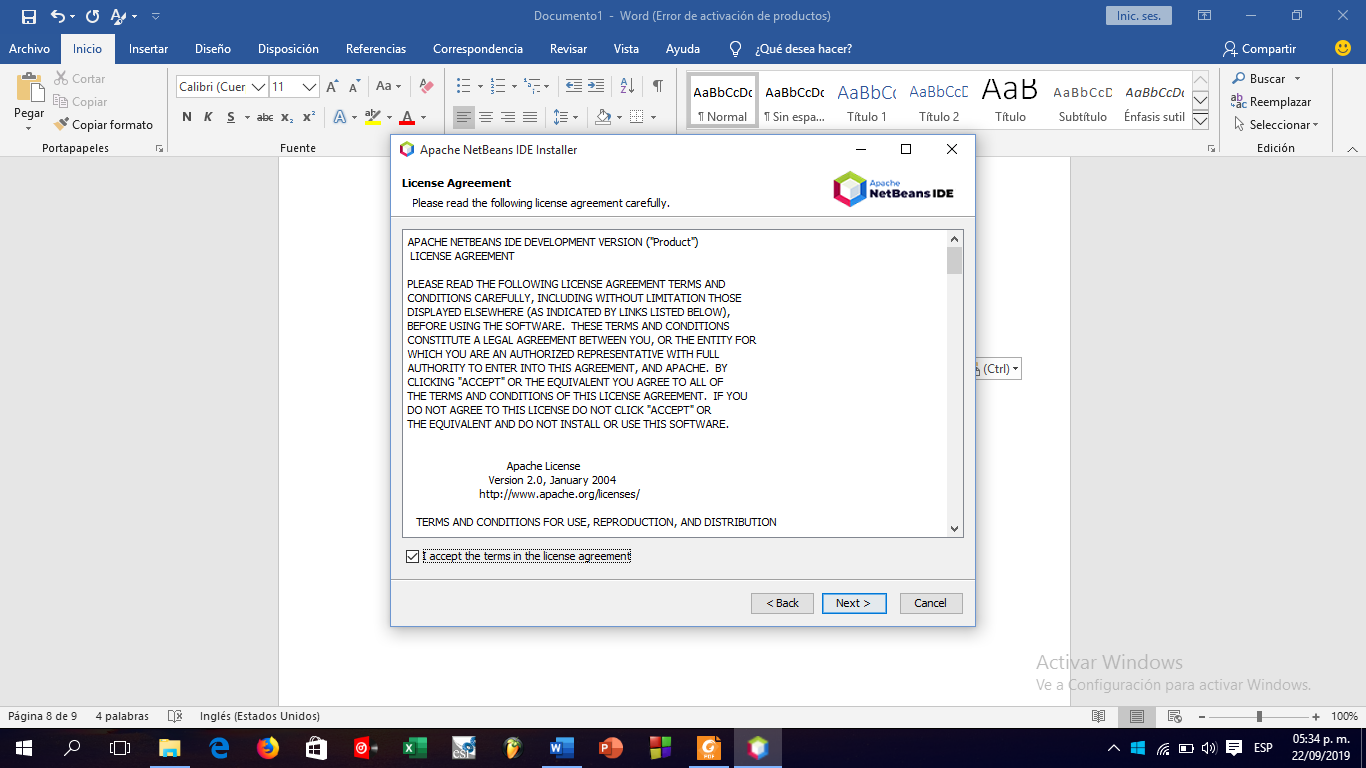 Documento1 - Word (Error de activación de productos)
Inic. ses.
Archivo Inicio Insertar Diseño Disposición Referencias Correspondencia Revisar Vista Ayuda ¿Qué desea hacer? Compartir
Pegar
Cortar
Copiar
Copiar formato
Portapapeles
Calibri (Cuer 11
Aa
N K S abc x₂ x²
Fuente
AaBbCcDc AaBbCcDc AaBbCc AaBbCcD AaB AaBbCcD AaBbCcDc
¶ Normal ¶ Sin espa... Título 1 Título 2 Título Subtítulo Énfasis sutil
Buscar
Reemplazar
Seleccionar
Edición
Apache NetBeans IDE Installer
License Agreement
Please read the following license agreement carefully.
Apache
NetBeans IDE
APACHE NETBEANS IDE DEVELOPMENT VERSION ("Product")
LICENSE AGREEMENT
PLEASE READ THE FOLLOWING LICENSE AGREEMENT TERMS AND
CONDITIONS CAREFULLY, INCLUDING WITHOUT LIMITATION THOSE
DISPLAYED ELSEWHERE (AS INDICATED BY LINKS LISTED BELOW),
BEFORE USING THE SOFTWARE.  THESE TERMS AND CONDITIONS
CONSTITUTE A LEGAL AGREEMENT BETWEEN YOU, OR THE ENTITY FOR
WHICH YOU ARE AN AUTHORIZED REPRESENTATIVE WITH FULL
AUTHORITY TO ENTER INTO THIS AGREEMENT, AND APACHE.  BY
CLICKING "ACCEPT" OR THE EQUIVALENT YOU AGREE TO ALL OF
THE TERMS AND CONDITIONS OF THIS LICENSE AGREEMENT.  IF YOU
DO NOT AGREE TO THIS LICENSE DO NOT CLICK "ACCEPT" OR
THE EQUIVALENT AND DO NOT INSTALL OR USE THIS SOFTWARE.
Apache License
Version 2.0, January 2004
http://www.apache.org/licenses/
TERMS AND CONDITIONS FOR USE, REPRODUCTION, AND DISTRIBUTION
I accept the terms in the license agreement
< Back Next > Cancel
(Ctrl)
Activar Windows
Ve a Configuración para activar Windows.
Página 8 de 9 4 palabras Inglés (Estados Unidos) 100%
ESP
05:34 p. m.
22/09/2019